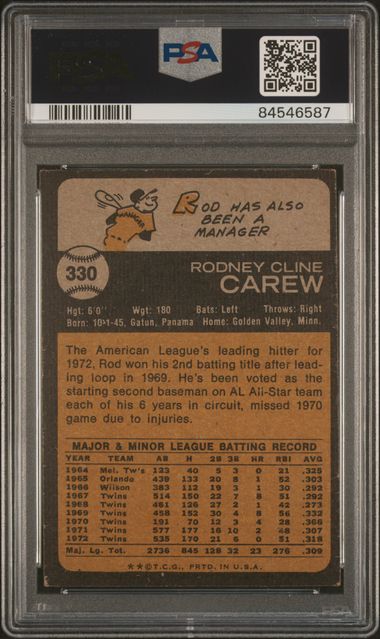 PSA
PSA
84546587
ROD HAS ALSO
BEEN A
MANAGER
330
RODNEY CLINE
CAREW
Hgt: 6'0" Wgt: 180 Bats: Left Throws: Right
Born: 10-1-45, Gatun, Panama Home: Golden Valley, Minn.
The American League's leading hitter for
1972, Rod won his 2nd batting title after lead-
ing loop in 1969. He's been voted as the
starting second baseman on AL All-Star team
each of his 6 years in circuit, missed 1970
game due to injuries.
MAJOR & MINOR LEAGUE BATTING RECORD
YEAR TEAM AB H 2B 3B HR RBI AVG
1964 Mel. Tw's 123 40 5 3 0 21 .325
1965 Orlando 439 133 20 8 1 52 .303
1966 Wilson 383 112 19 3 1 30 .292
1967 Twins 514 150 22 7 8 51 .292
1968 Twins 461 126 27 2 1 42 .273
1969 Twins 458 152 30 4 8 56 .332
1970 Twins 191 70 12 3 4 28 .366
1971 Twins 577 177 16 10 2 48 .307
1972 Twins 535 170 21 6 0 51 .318
Maj. Lg. Tot. 2736 845 128 32 23 276 .309
**©T.C.G., PRTD. IN U.S.A.